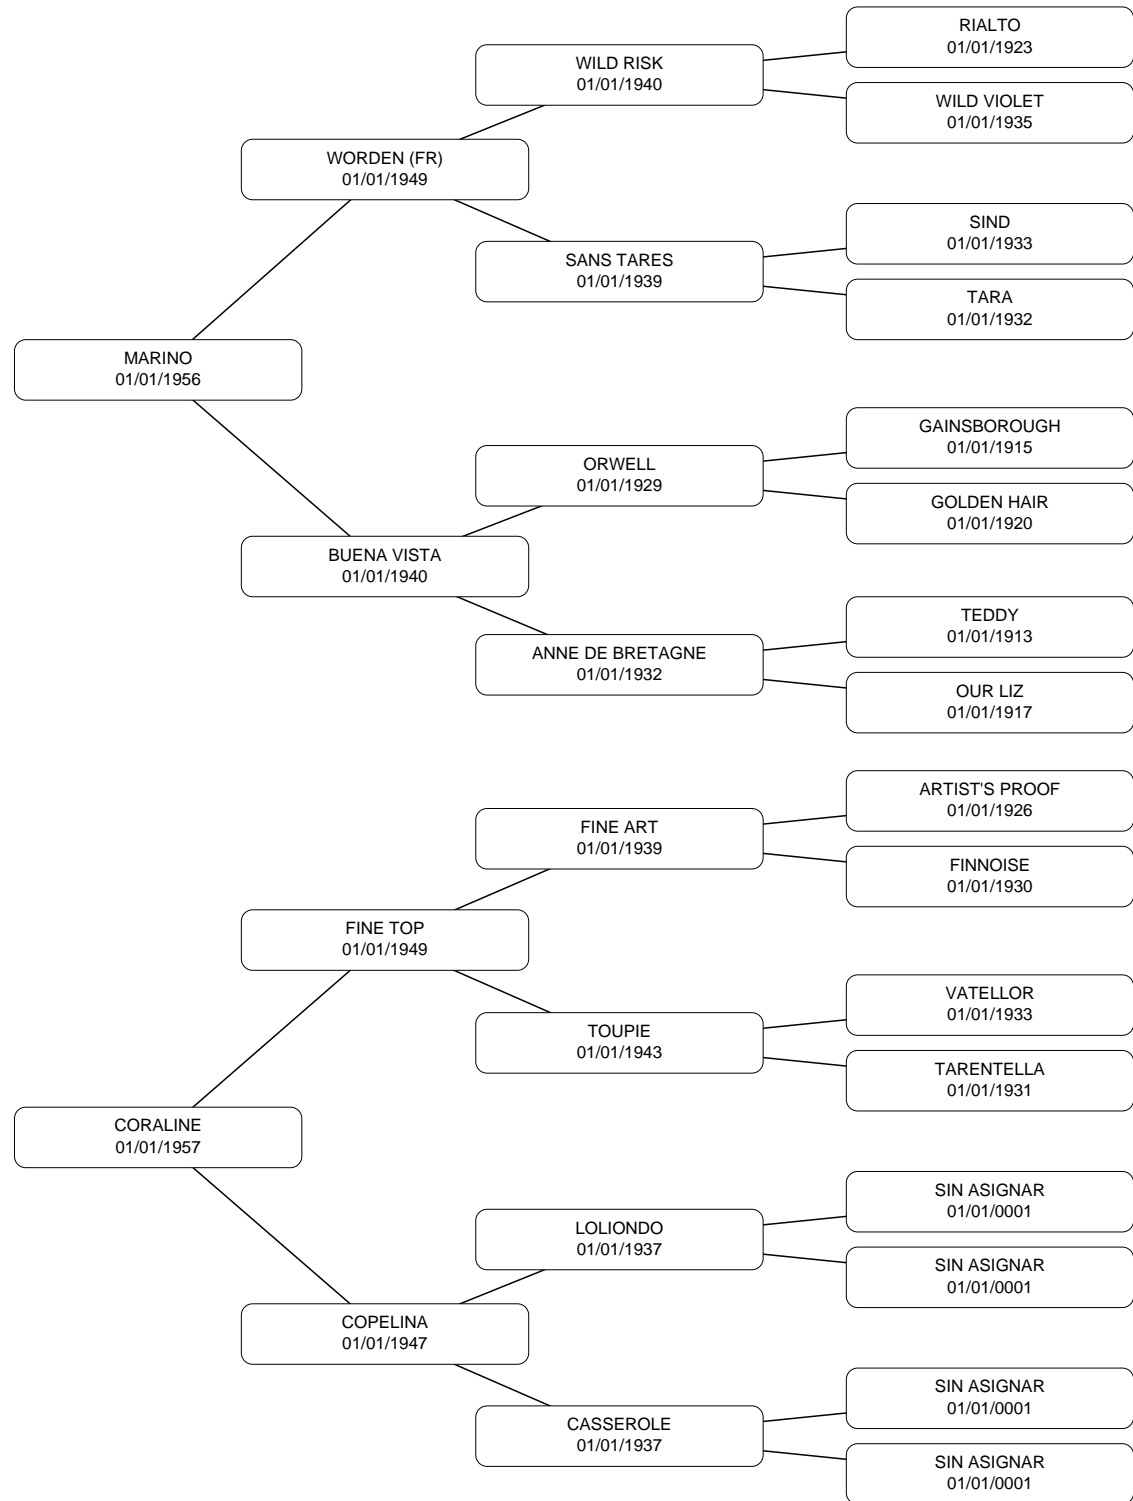 RIALTO
01/01/1923
WILD RISK
01/01/1940
WILD VIOLET
01/01/1935
WORDEN (FR)
01/01/1949
SIND
01/01/1933
SANS TARES
01/01/1939
TARA
01/01/1932
MARINO
01/01/1956
GAINSBOROUGH
01/01/1915
ORWELL
01/01/1929
GOLDEN HAIR
01/01/1920
BUENA VISTA
01/01/1940
TEDDY
01/01/1913
ANNE DE BRETAGNE
01/01/1932
OUR LIZ
01/01/1917
ARTIST'S PROOF
01/01/1926
FINE ART
01/01/1939
FINNOISE
01/01/1930
FINE TOP
01/01/1949
VATELLOR
01/01/1933
TOUPIE
01/01/1943
TARENTELLA
01/01/1931
CORALINE
01/01/1957
SIN ASIGNAR
01/01/0001
LOLIONDO
01/01/1937
SIN ASIGNAR
01/01/0001
COPELINA
01/01/1947
SIN ASIGNAR
01/01/0001
CASSEROLE
01/01/1937
SIN ASIGNAR
01/01/0001